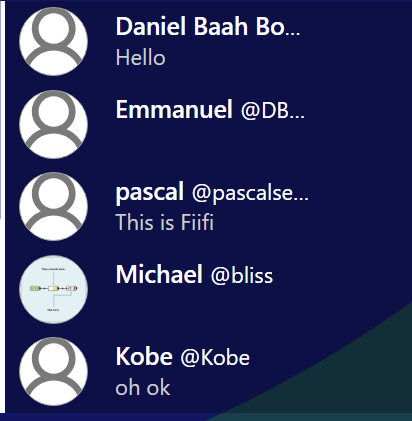 Daniel Baah Bo...
Hello
Emmanuel @DB...
pascal @pascalse...
This is Fiifi
Michael @bliss
Kobe @Kobe
oh ok